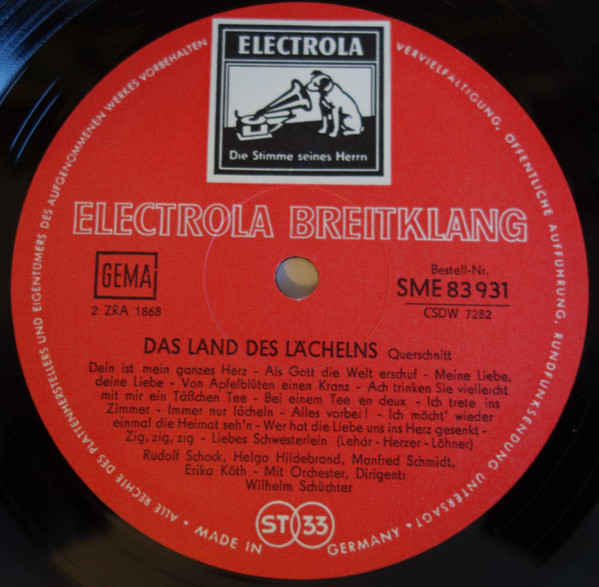 ELECTROLA
Die Stimme seines Herrn
ELECTROLA BREITKLANG
GEMA
2 ZRA 1868
Bestell-Nr.
SME 83 931
CSDW 7282
DAS LAND DES LÄCHELNS Querschnitt
Dein ist mein ganzes Herz - Als Gott die Welt erschuf - Meine Liebe,
deine Liebe - Von Apfelblüten einen Kranz - Ach trinken Sie vielleicht
mit mir ein Täßchen Tee - Bei einem Tee en deux - Ich trete ins
Zimmer - Immer nur lächeln - Alles vorbei! - Ich möcht' wieder
einmal die Heimat seh'n - Wer hat die Liebe uns ins Herz gesenkt -
Zig, zig, zig - Liebes Schwesterlein (Lehár - Herzer - Löhner)
Rudolf Schock, Helga Hildebrand, Manfred Schmidt,
Erika Köth - Mit Orchester, Dirigent:
Wilhelm Schüchter
ST 33
MADE IN GERMANY
ALLE RECHTE DES PLATTENHERSTELLERS UND EIGENTÜMERS DES AUFGENOMMENEN WERKES VORBEHALTEN
VERVIELFÄLTIGUNG, ÖFFENTLICHE AUFFÜHRUNG, RUNDFUNKSENDUNG UNTERSAGT